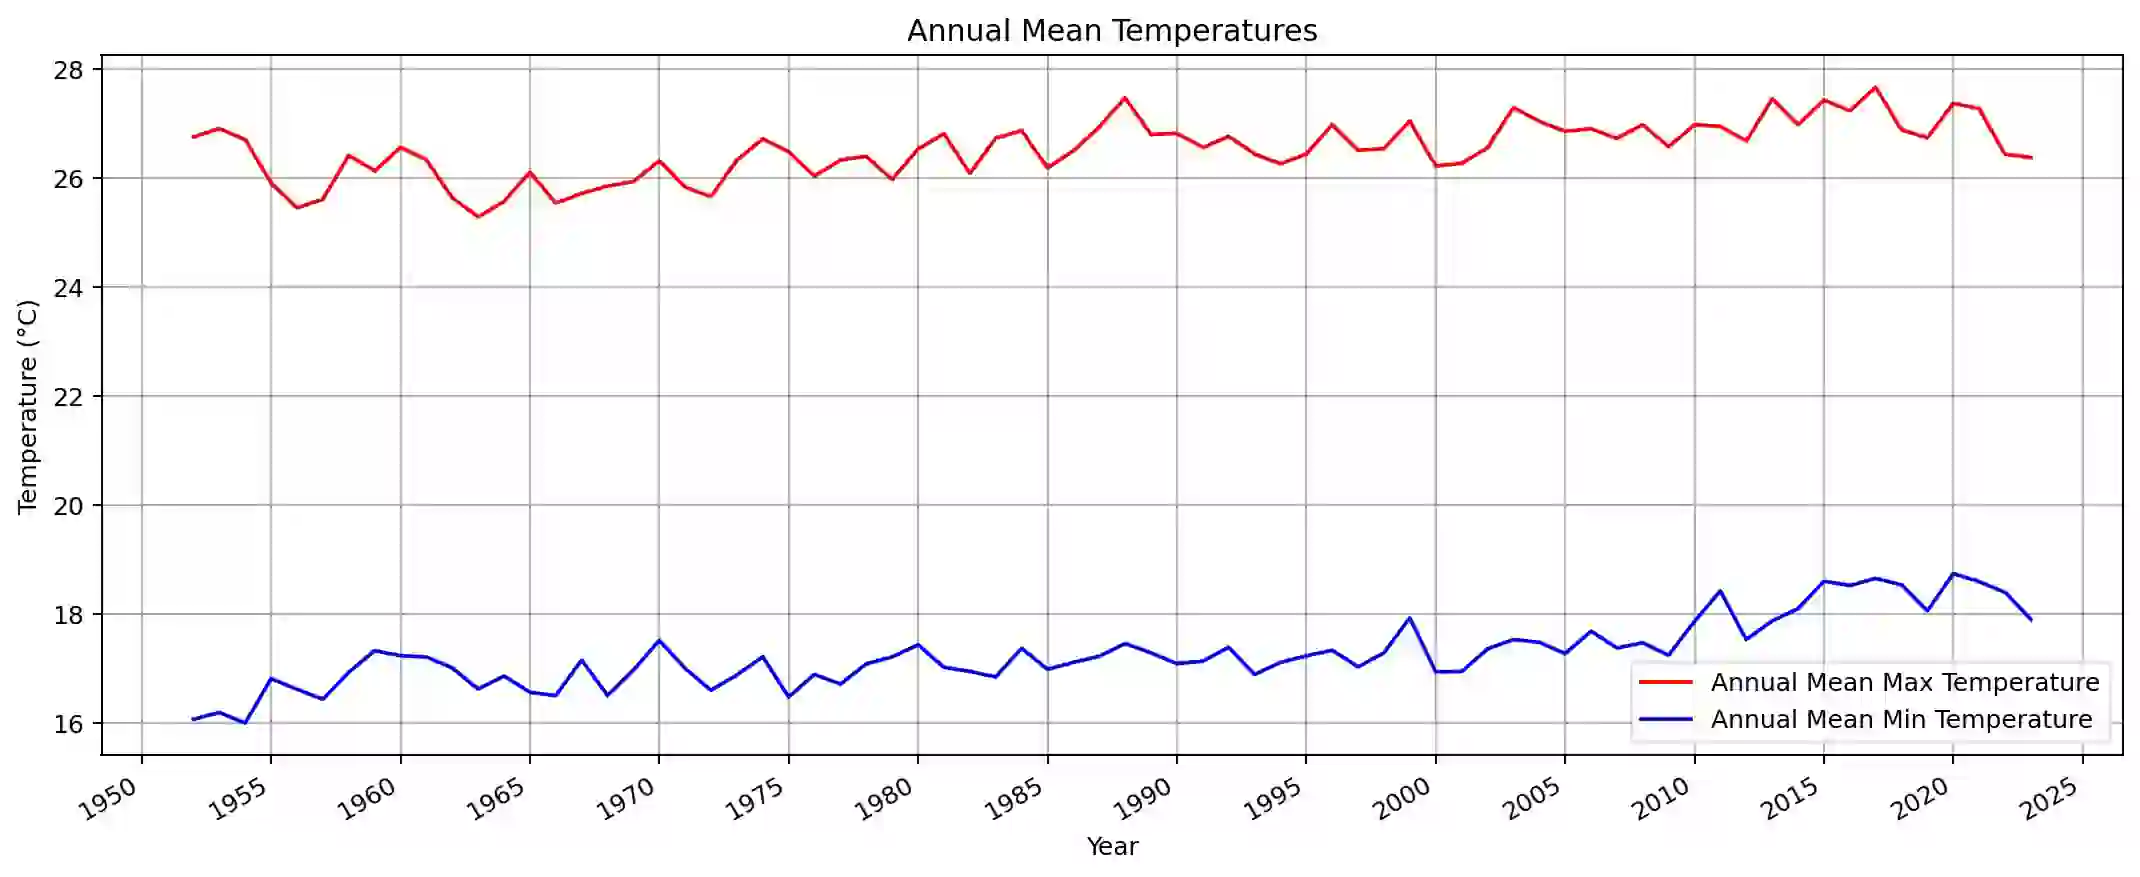 Annual Mean Temperatures
28
26
24
22
20
18
16
Temperature (°C)
Annual Mean Max Temperature
Annual Mean Min Temperature
1950 1955 1960 1965 1970 1975 1980 1985 1990 1995 2000 2005 2010 2015 2020 2025
Year